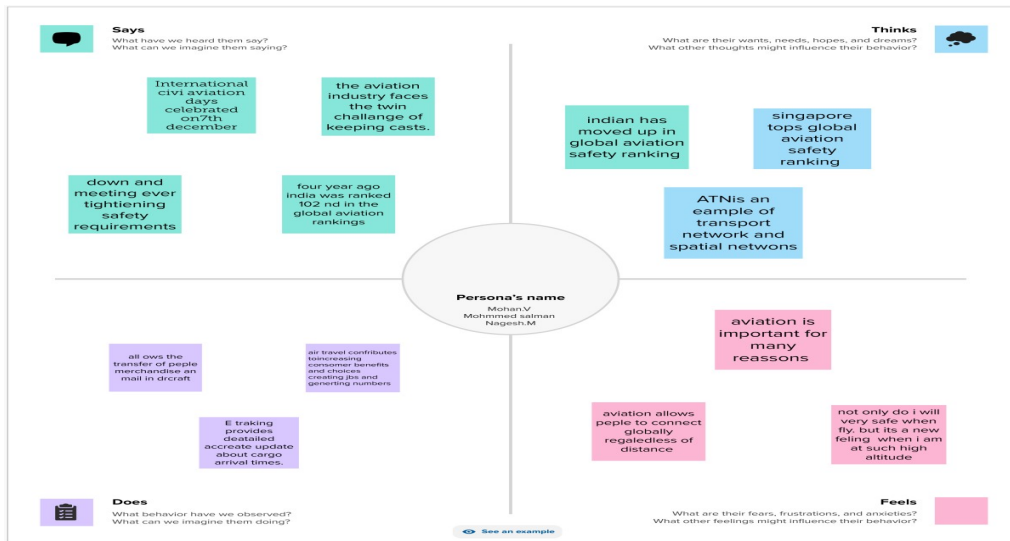 Says
What have we heard them say?
What can we imagine them saying?
International
civi aviation
days
celebrated
on7th
december
the aviation
industry faces
the twin
challange of
keeping casts.
down and
meeting ever
tightiening
safety
requirements
four year ago
india was ranked
102 nd in the
global aviation
rankings
Thinks
What are their wants, needs, hopes, and dreams?
What other thoughts might influence their behavior?
indian has
moved up in
global aviation
safety ranking
singapore
tops global
aviation
safety
ranking
ATNis an
eample of
transport
network and
spatial netwons
Persona's name
Mohan.V
Mohmmed salman
Nagesh.M
all ows the
transfer of peple
merchandise an
mail in drcraft
air travel confributes
toincreasing
consumer benefits
and choices
creating jbs and
generting numbers
E traking
provides
deatailed
accreate update
about cargo
arrival times,
Does
What behavior have we observed?
What can we imagine them doing?
aviation is
important for
many
reassons
aviation allows
peple to connect
globally
regaledless of
distance
not only do i will
very safe when
fly. but its a new
feling when i am
at such high
altitude
Feels
What are their fears, frustrations, and anxieties?
What other feelings might influence their behavior?
See an example